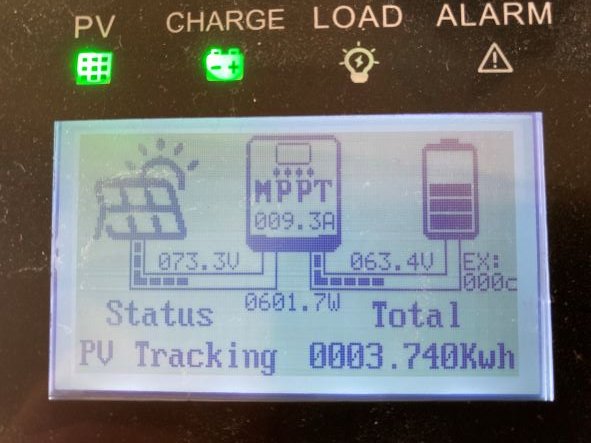 PV CHARGE LOAD ALARM
MPPT
009.3A
073.3V 063.4V EX:
000c
0601.7W
Status Total
PV Tracking 0003.740Kwh